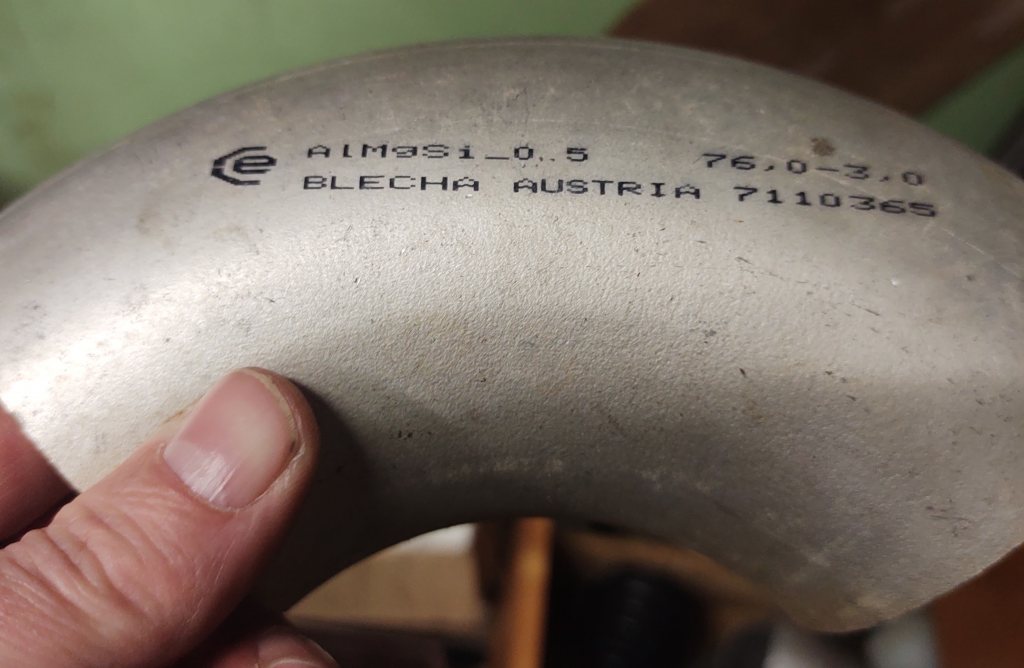 AlMgSi_0.5 76,0-3,0
BLECHA AUSTRIA 7110365